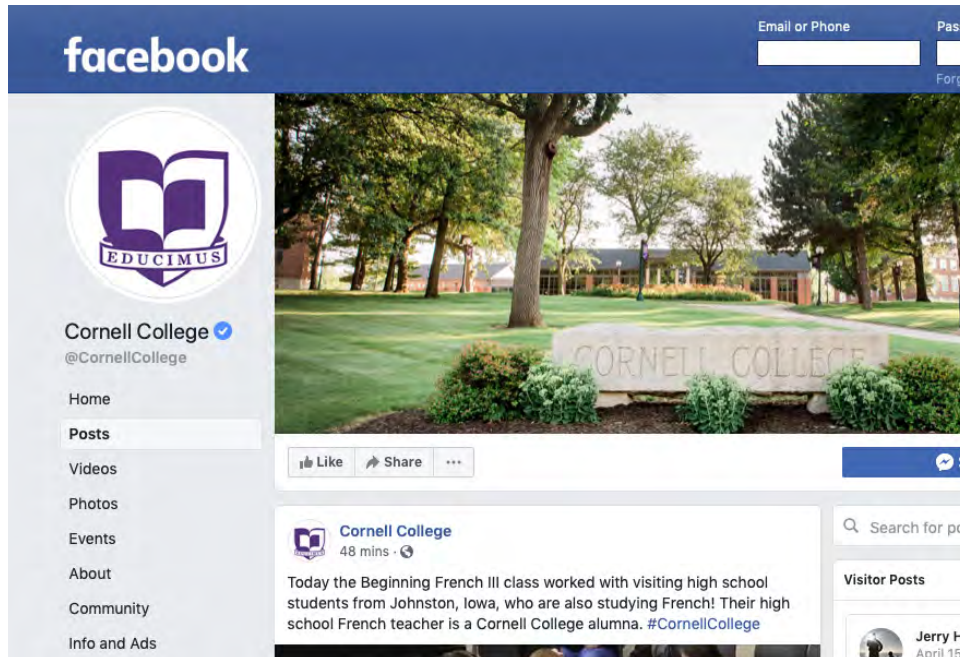 facebook
Email or Phone
EDUCIMUS
Cornell College
@CornellCollege
Home
Posts
Videos
Photos
Events
About
Community
Info and Ads
CORNELL COLLEGE
Like Share ...
Cornell College
48 mins ·
Today the Beginning French III class worked with visiting high school
students from Johnston, Iowa, who are also studying French! Their high
school French teacher is a Cornell College alumna. #CornellCollege
Search for
Visitor Posts
Jerry
April 15